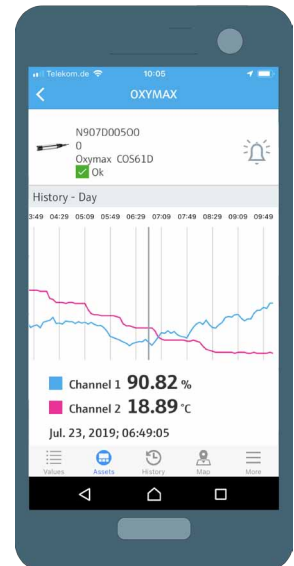 Telekom.de 10:05
OXYMAX
N907D005O0
0
Oxymax COS61D
Ok
History - Day
3:49 04:29 05:09 05:49 06:29 07:09 07:49 08:29 09:09 09:49
Channel 1 90.82 %
Channel 2 18.89 °C
Jul. 23, 2019; 06:49:05
Values Assets History Map More